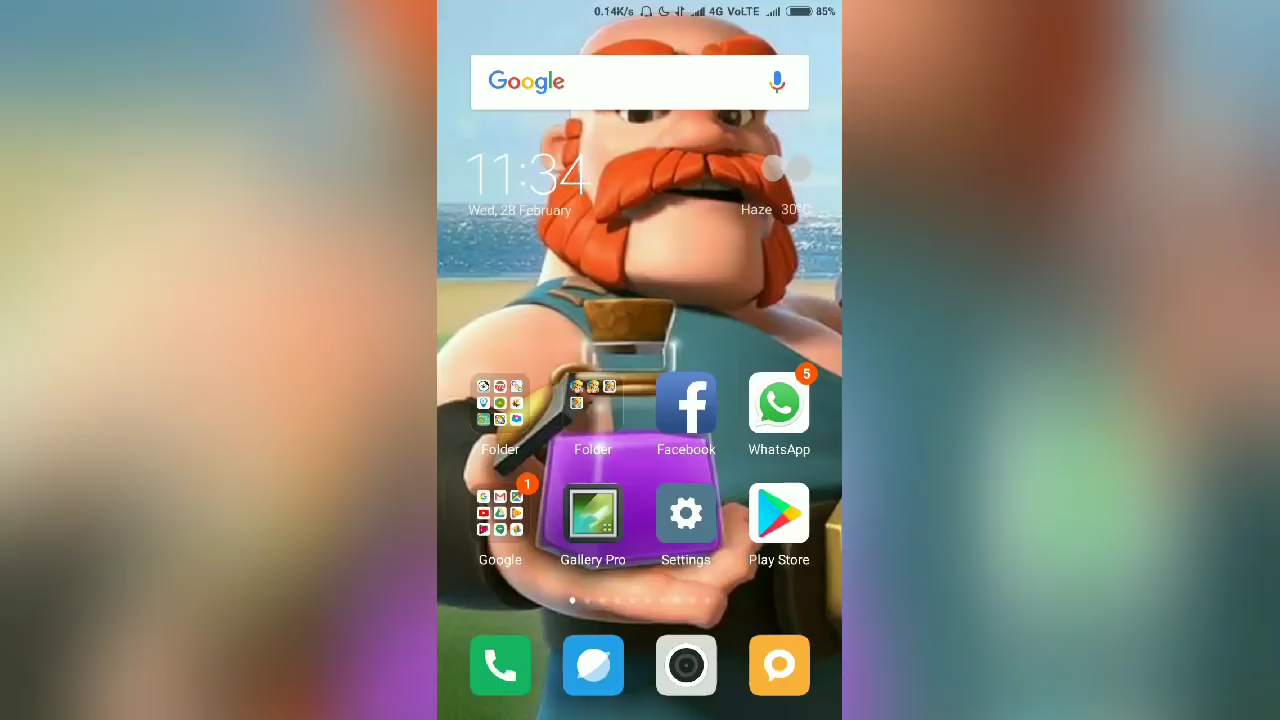 0.14K/s 4G VoLTE 85%
Google
11:34
Wed, 28 February
Haze 30°C
5
Folder Folder Facebook WhatsApp
1
Google Gallery Pro Settings Play Store